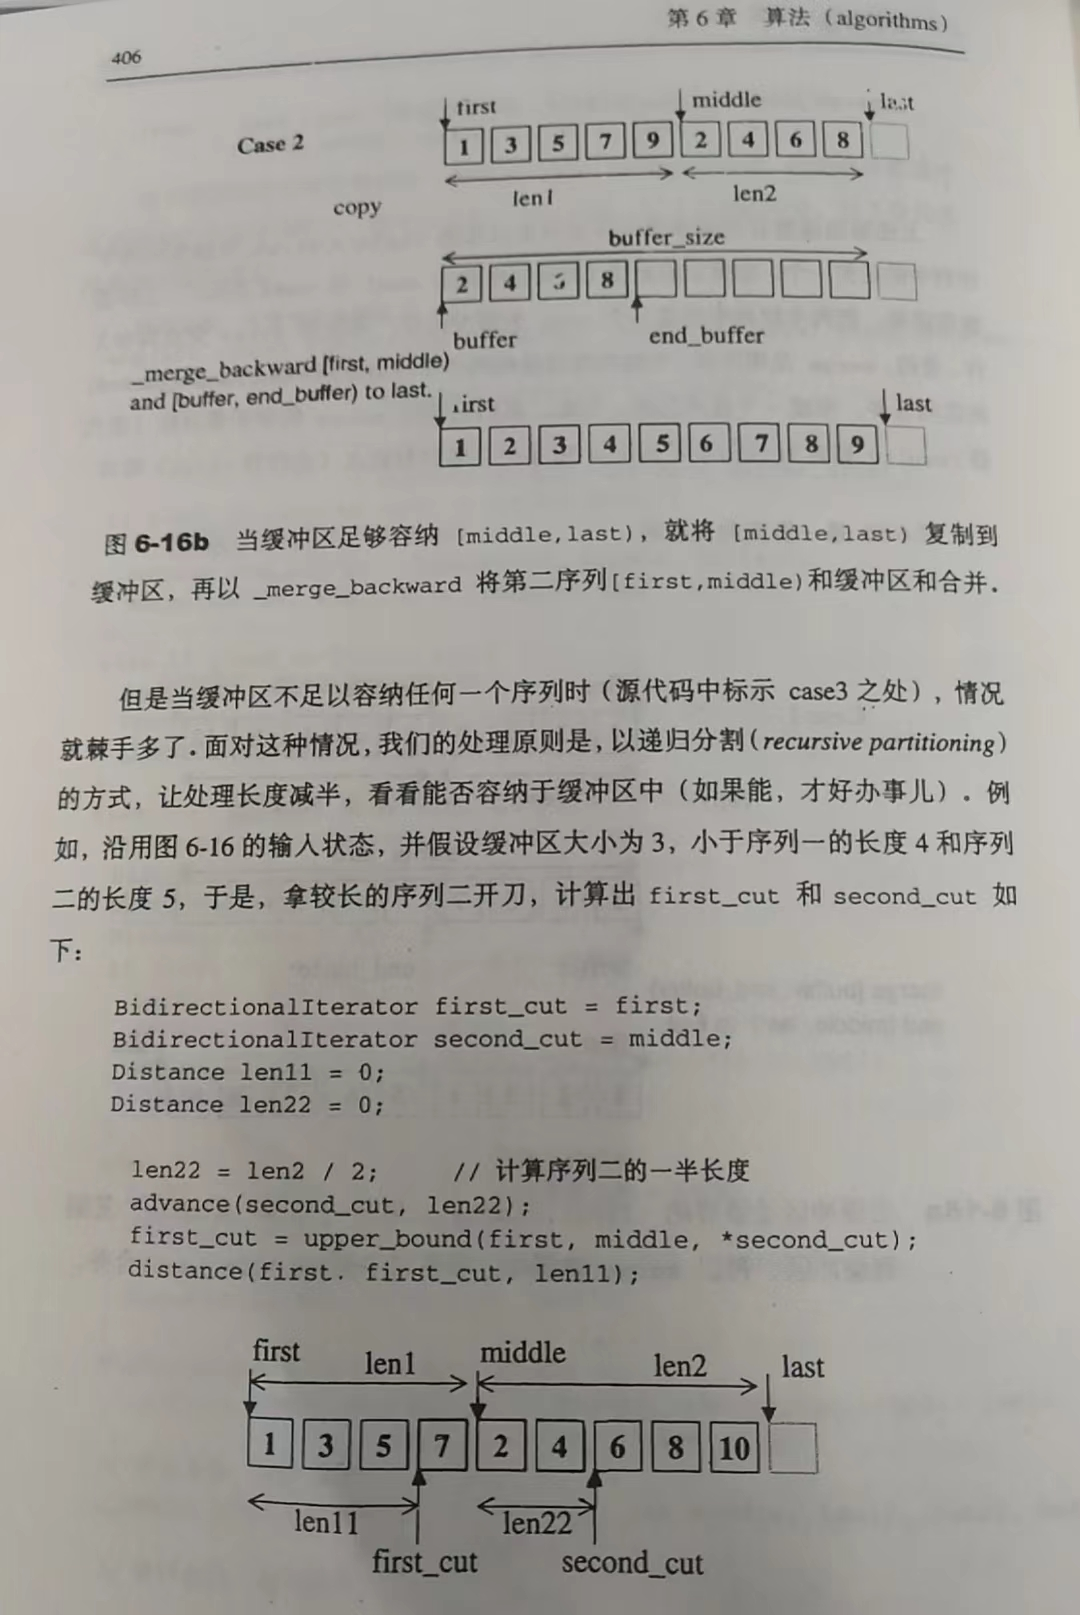 第 6 章 算法（algorithms）
406
first middle last
Case 2
1 3 5 7 9 2 4 6 8
len1 len2
copy
buffer_size
2 4 8
buffer end_buffer
_merge_backward [first, middle)
and [buffer, end_buffer) to last.
first last
1 2 3 4 5 6 7 8 9
图 6-16b 当缓冲区足够容纳 [middle,last)，就将 [middle,last) 复制到
缓冲区，再以 _merge_backward 将第二序列[first,middle)和缓冲区和合并．
但是当缓冲区不足以容纳任何一个序列时（源代码中标示 case3 之处），情况
就棘手多了．面对这种情况，我们的处理原则是，以递归分割（recursive partitioning）
的方式，让处理长度减半，看看能否容纳于缓冲区中（如果能，才好办事儿）。例
如，沿用图 6-16 的输入状态，并假设缓冲区大小为 3，小于序列一的长度 4 和序列
二的长度 5，于是，拿较长的序列二开刀，计算出 first_cut 和 second_cut 如
下：
BidirectionalIterator first_cut = first;
BidirectionalIterator second_cut = middle;
Distance len11 = 0;
Distance len22 = 0;
len22 = len2 / 2; // 计算序列二的一半长度
advance(second_cut, len22);
first_cut = upper_bound(first, middle, *second_cut);
distance(first. first_cut, len11);
first len1 middle len2 last
1 3 5 7 2 4 6 8 10
len11 len22
first_cut second_cut